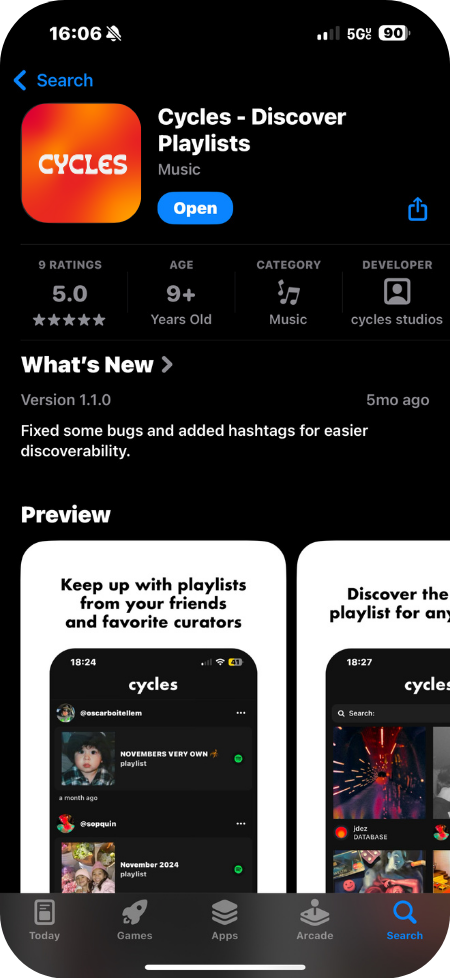 16:06
5G
90
Search
CYCLES
Cycles - Discover
Playlists
Music
Open
9 RATINGS
5.0
AGE
9+
Years Old
CATEGORY
Music
DEVELOPER
cycles studios
What's New
Version 1.1.0
5mo ago
Fixed some bugs and added hashtags for easier
discoverability.
Preview
Keep up with playlists
from your friends
and favorite curators
18:24
41
cycles
@oscarboitellem
NOVEMBERS VERY OWN
playlist
a month ago
@sopquin
November 2024
playlist
Discover the
playlist for
18:27
Search:
jdez
DATABASE
Today
Games
Apps
Arcade
Search